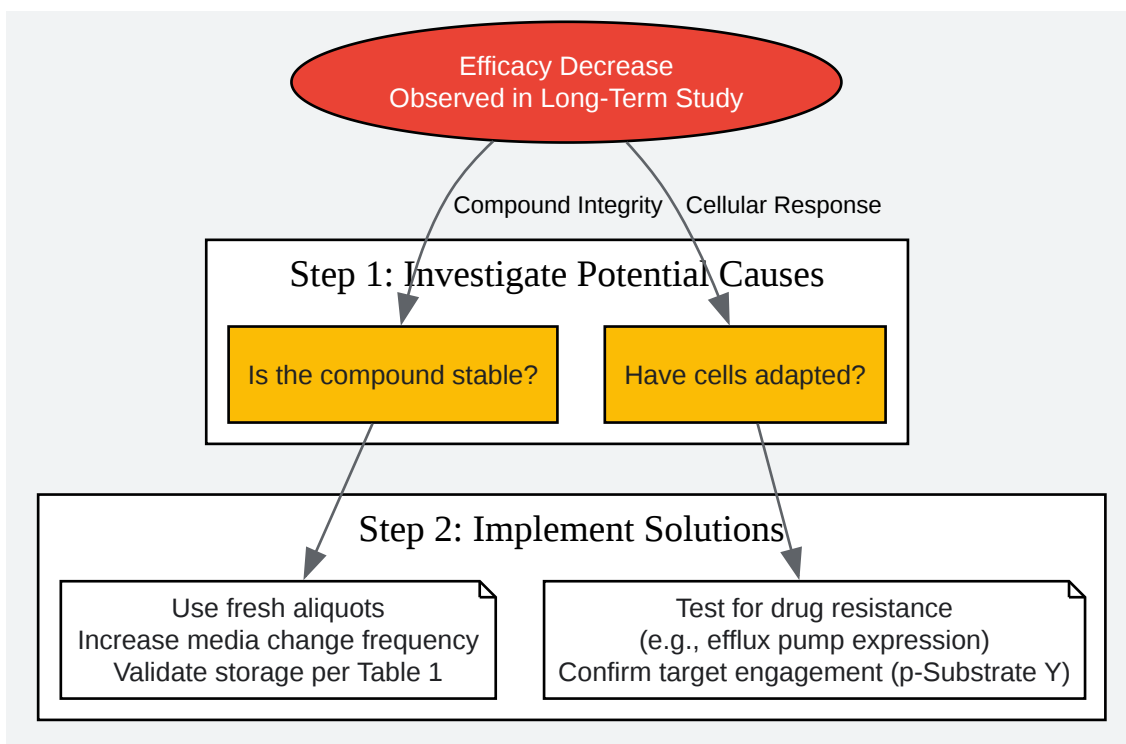 Efficacy Decrease
Observed in Long-Term Study
Compound Integrity
Cellular Response
Step 1: Investigate Potential Causes
Is the compound stable?
Have cells adapted?
Step 2: Implement Solutions
Use fresh aliquots
Increase media change frequency
Validate storage per Table 1
Test for drug resistance
(e.g., efflux pump expression)
Confirm target engagement (p-Substrate Y)